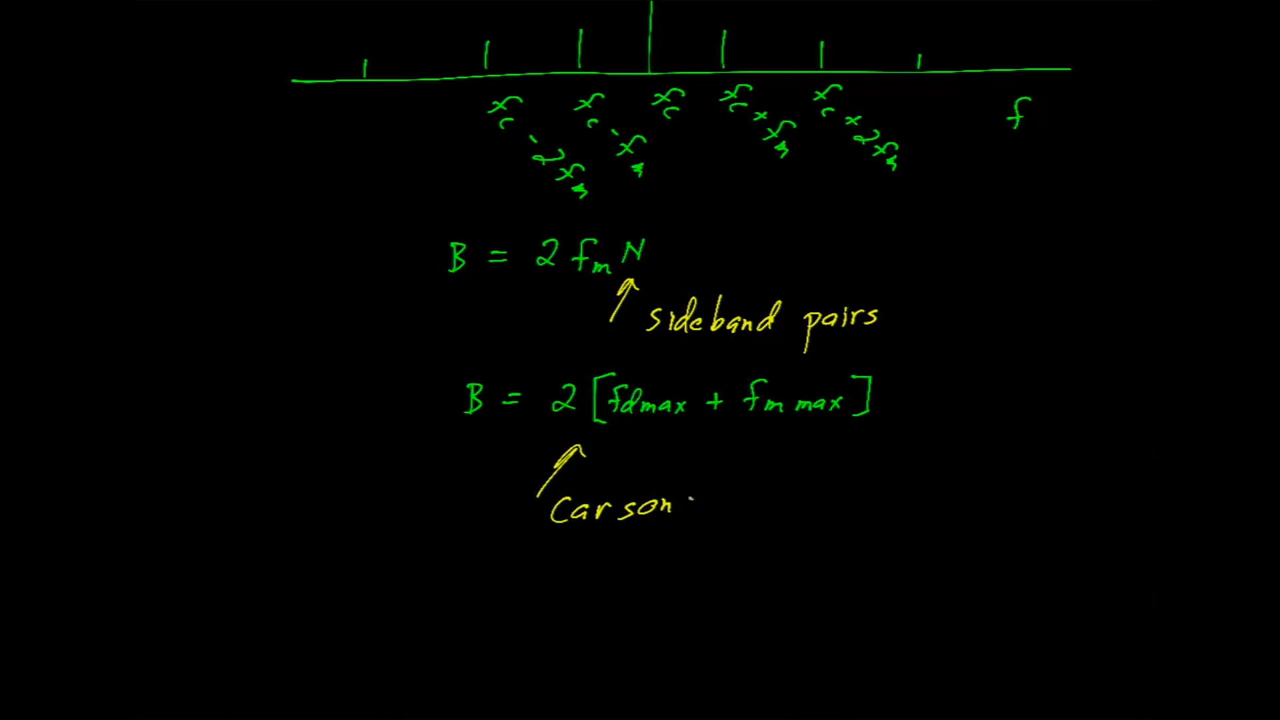 fc - 2fm fc - fm fc fc + fm fc + 2fm f
B = 2 fm N
sideband pairs
B = 2 [fdmax + fm max]
Carson